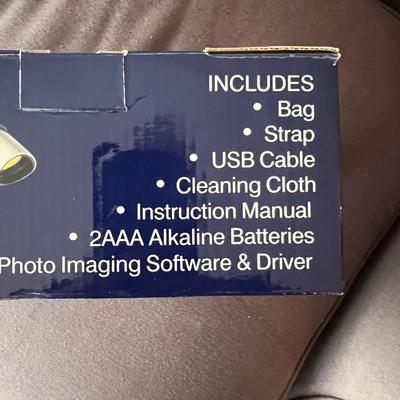 INCLUDES
• Bag
• Strap
• USB Cable
• Cleaning Cloth
• Instruction Manual
• 2AAA Alkaline Batteries
Photo Imaging Software & Driver